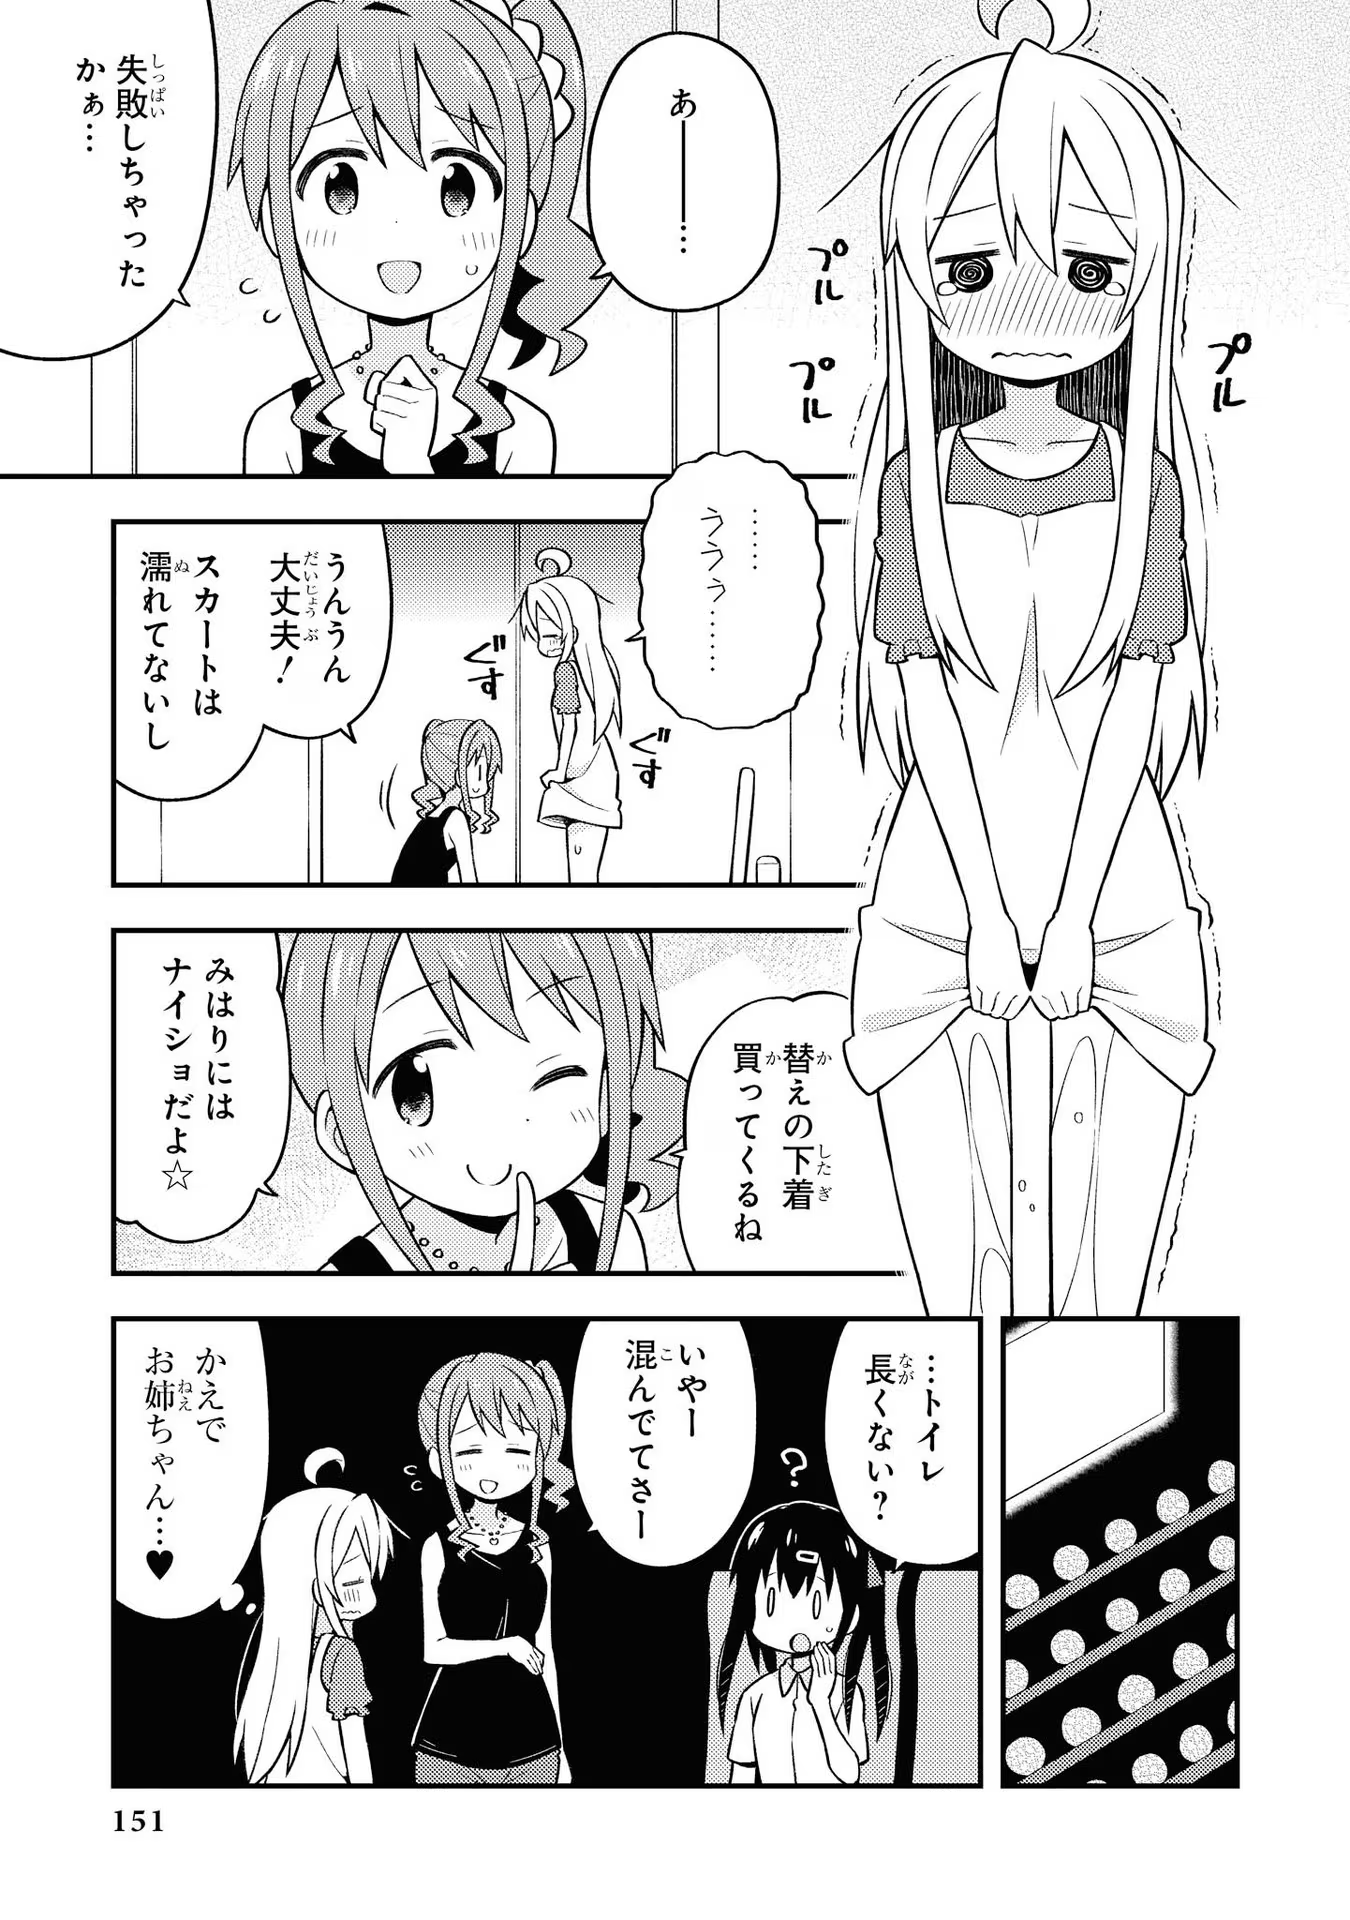 あ――…
プル
プル
プル
失敗しちゃった
かぁ…
……
うううぅ……
ぐす
ぐす
うんうん
大丈夫！
スカートは
濡れてないし
替えの下着
買ってくるね
みはりには
ナイショだよ☆
…トイレ
長くない？
？
いやー
混んでてさー
かえで
お姉ちゃん…♥
151